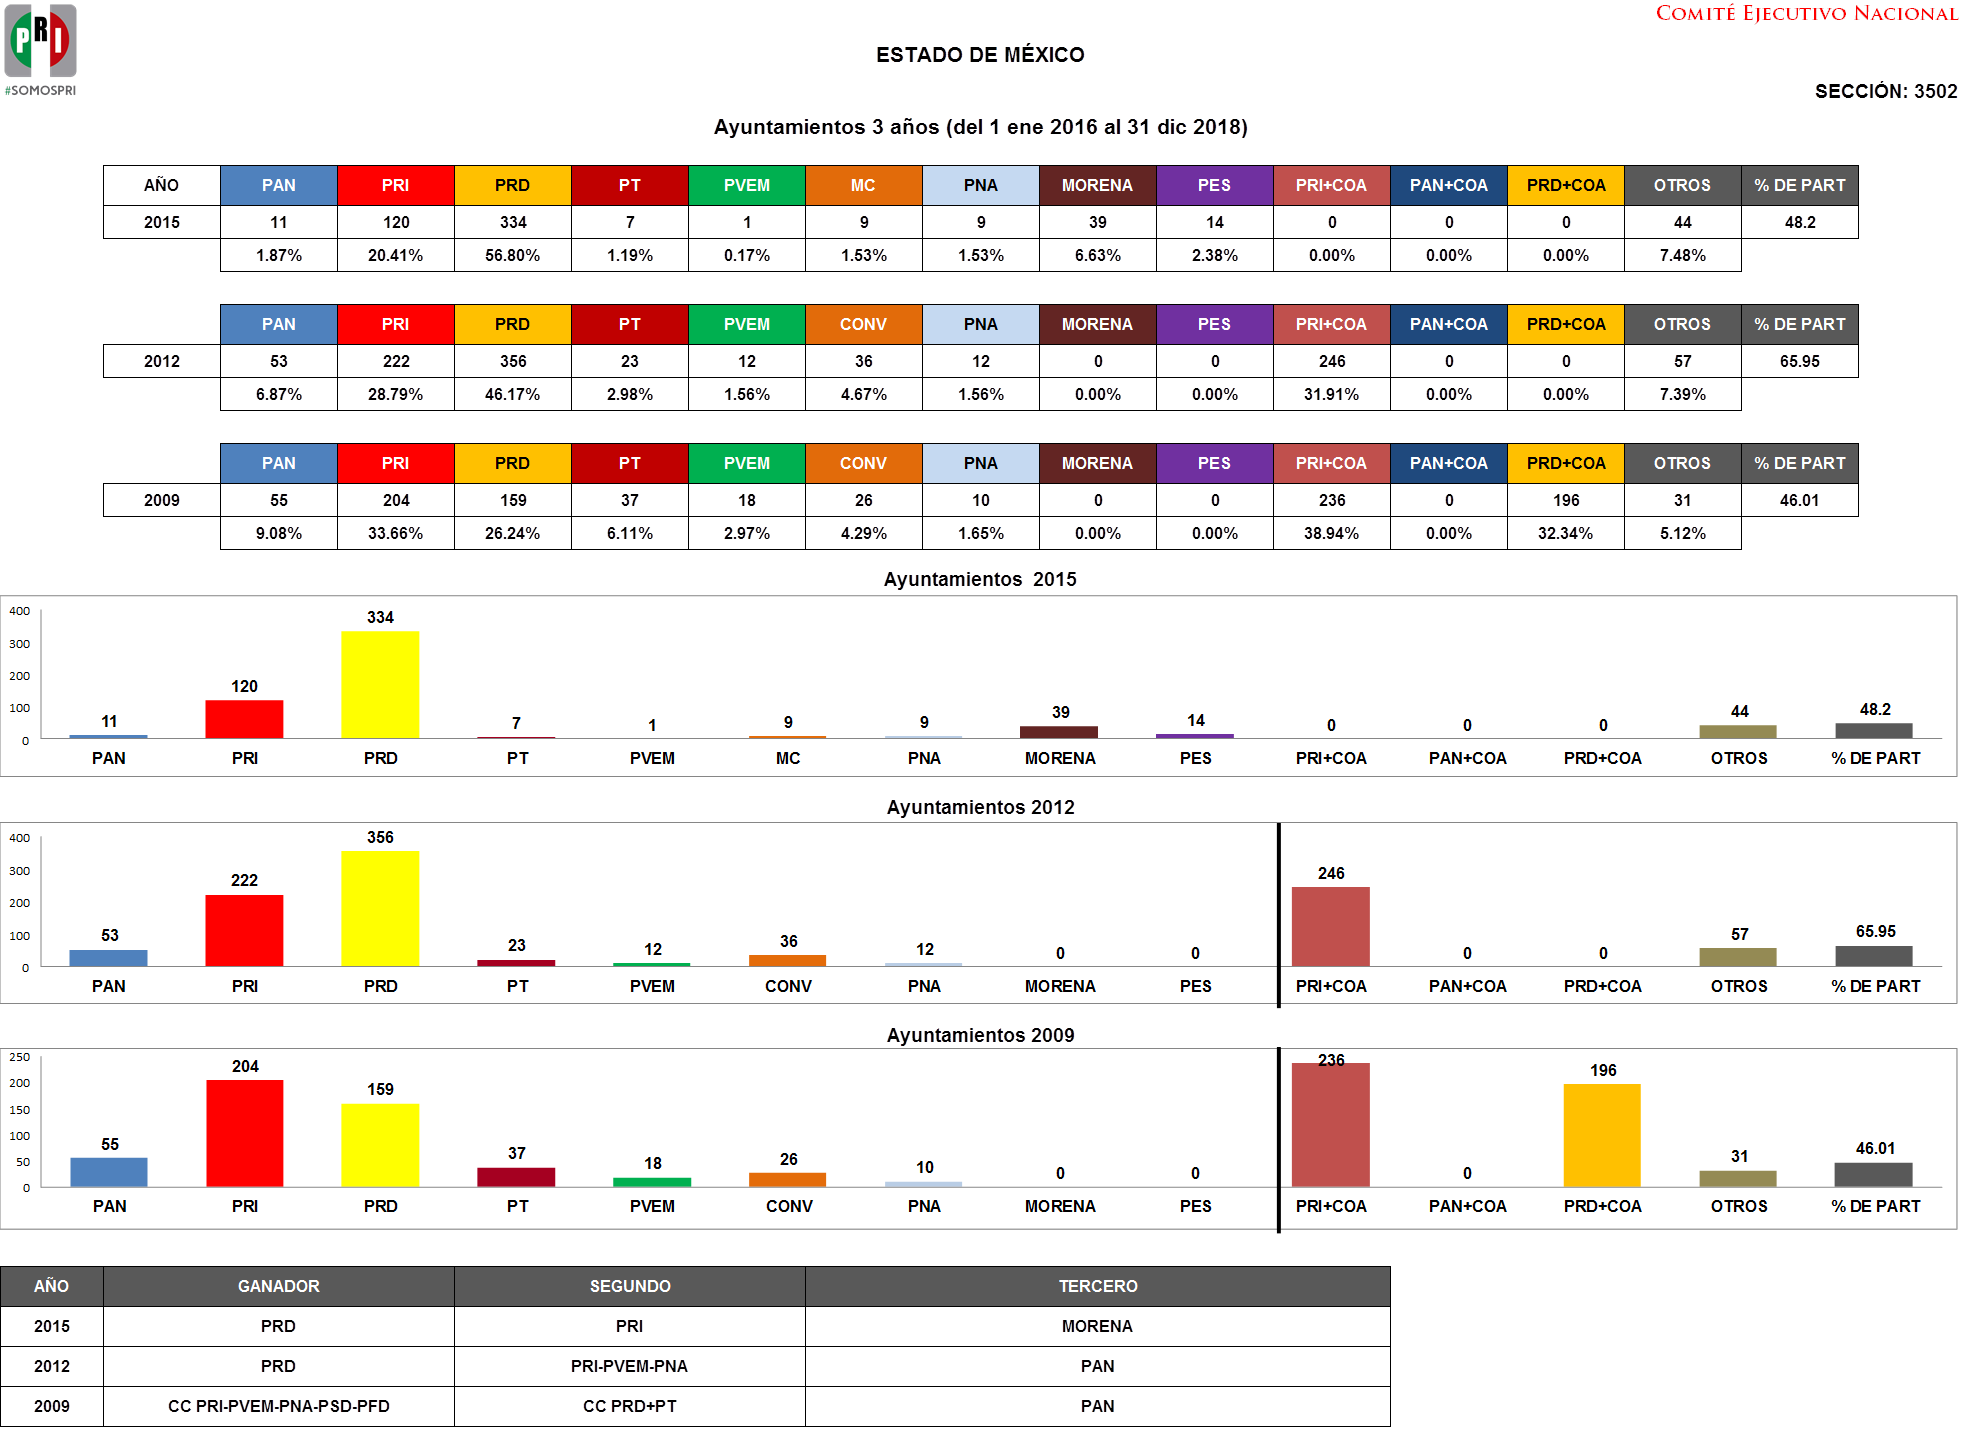 PRI
#SOMOSPRI
COMITÉ EJECUTIVO NACIONAL
ESTADO DE MÉXICO
SECCIÓN: 3502
Ayuntamientos 3 años (del 1 ene 2016 al 31 dic 2018)
AÑO PAN PRI PRD PT PVEM MC PNA MORENA PES PRI+COA PAN+COA PRD+COA OTROS % DE PART
2015 11 120 334 7 1 9 9 39 14 0 0 0 44 48.2
1.87% 20.41% 56.80% 1.19% 0.17% 1.53% 1.53% 6.63% 2.38% 0.00% 0.00% 0.00% 7.48%
PAN PRI PRD PT PVEM CONV PNA MORENA PES PRI+COA PAN+COA PRD+COA OTROS % DE PART
2012 53 222 356 23 12 36 12 0 0 246 0 0 57 65.95
6.87% 28.79% 46.17% 2.98% 1.56% 4.67% 1.56% 0.00% 0.00% 31.91% 0.00% 0.00% 7.39%
PAN PRI PRD PT PVEM CONV PNA MORENA PES PRI+COA PAN+COA PRD+COA OTROS % DE PART
2009 55 204 159 37 18 26 10 0 0 236 0 196 31 46.01
9.08% 33.66% 26.24% 6.11% 2.97% 4.29% 1.65% 0.00% 0.00% 38.94% 0.00% 32.34% 5.12%
Ayuntamientos 2015
400
300
200
100
0
11 120 334 7 1 9 9 39 14 0 0 0 44 48.2
PAN PRI PRD PT PVEM MC PNA MORENA PES PRI+COA PAN+COA PRD+COA OTROS % DE PART
Ayuntamientos 2012
400
300
200
100
0
53 222 356 23 12 36 12 0 0 246 0 0 57 65.95
PAN PRI PRD PT PVEM CONV PNA MORENA PES PRI+COA PAN+COA PRD+COA OTROS % DE PART
Ayuntamientos 2009
250
200
150
100
50
0
55 204 159 37 18 26 10 0 0 236 0 196 31 46.01
PAN PRI PRD PT PVEM CONV PNA MORENA PES PRI+COA PAN+COA PRD+COA OTROS % DE PART
AÑO GANADOR SEGUNDO TERCERO
2015 PRD PRI MORENA
2012 PRD PRI-PVEM-PNA PAN
2009 CC PRI-PVEM-PNA-PSD-PFD CC PRD+PT PAN